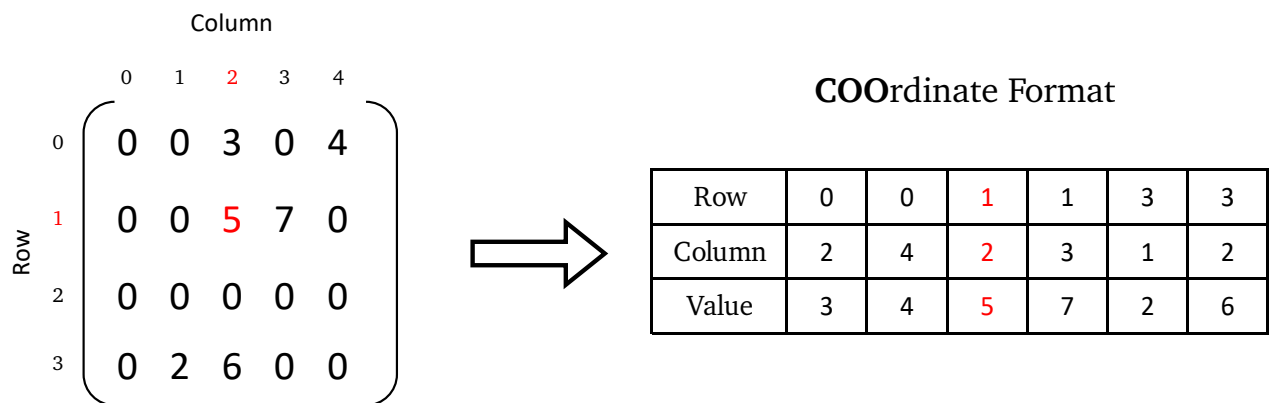 Column
0 1 2 3 4
0 0 0 3 0 4
1 0 0 5 7 0
2 0 0 0 0 0
3 0 2 6 0 0
Row
COOrdinate Format
Row 0 0 1 1 3 3
Column 2 4 2 3 1 2
Value 3 4 5 7 2 6